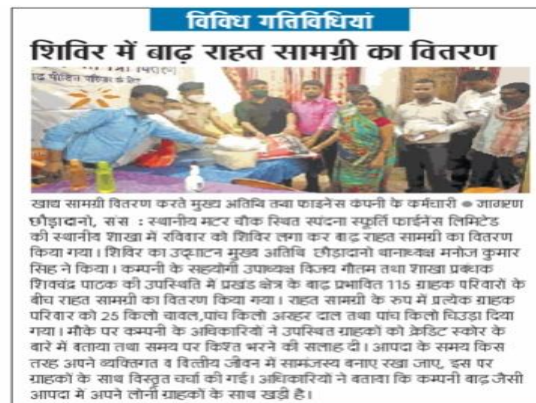 विविध गतिविधियां
शिविर में बाढ़ राहत सामग्री का वितरण
खाद्य सामग्री वितरण करते मुख्य अतिथि तथा फाइनेंस कंपनी के कर्मचारी ● जागरण
छौड़ादानो, संस : स्थानीय मटर चौक स्थित स्पंदना स्फूर्ति फाईनेंस लिमिटेड
की स्थानीय शाखा में रविवार को शिविर लगा कर बाढ़ राहत सामग्री का वितरण
किया गया। शिविर का उद्घाटन मुख्य अतिथि छौड़ादानो थानाध्यक्ष मनोज कुमार
सिंह ने किया। कम्पनी के सहयोगी उपाध्यक्ष विजय गौतम तथा शाखा प्रबंधक
शिवचंद्र पाठक की उपस्थिति में प्रखंड क्षेत्र के बाढ़ प्रभावित 115 ग्राहक परिवारों के
बीच राहत सामग्री का वितरण किया गया। राहत सामग्री के रुप में प्रत्येक ग्राहक
परिवार को 25 किलो चावल,पांच किलो अरहर दाल तथा पांच किलो चिउड़ा दिया
गया। मौके पर कम्पनी के अधिकारियों ने उपस्थित ग्राहकों को क्रेडिट स्कोर के
बारे में बताया तथा समय पर किश्त भरने की सलाह दी। आपदा के समय किस
तरह अपने व्यक्तिगत व वित्तीय जीवन में सामंजस्य बनाए रखा जाए, इस पर
ग्राहकों के साथ विस्तृत चर्चा की गई। अधिकारियों ने बताया कि कम्पनी बाढ़ जैसी
आपदा में अपने लोनी ग्राहकों के साथ खड़ी है।